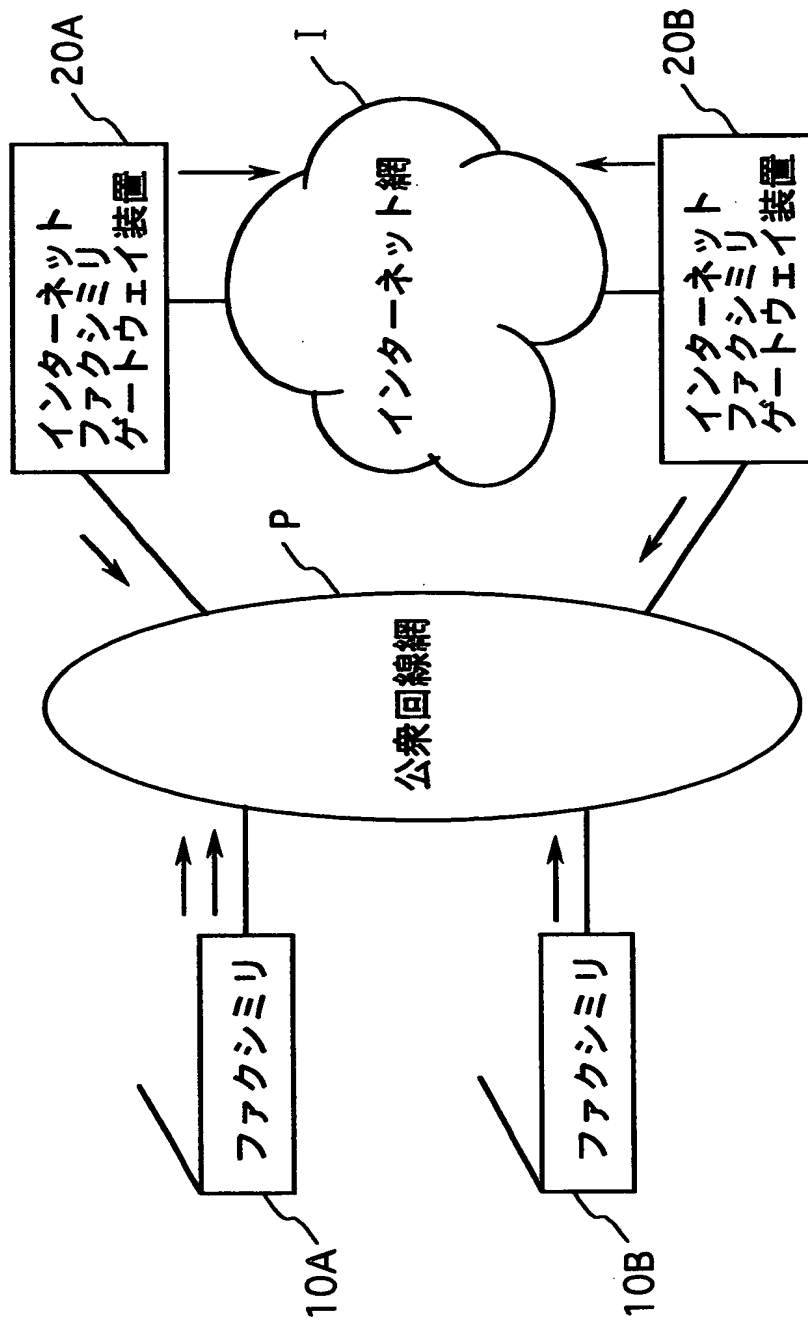 20A
インターネット
ファクシミリ
ゲートウェイ装置
I
インターネット網
20B
インターネット
ファクシミリ
ゲートウェイ装置
P
公衆回線網
ファクシミリ
10A
ファクシミリ
10B